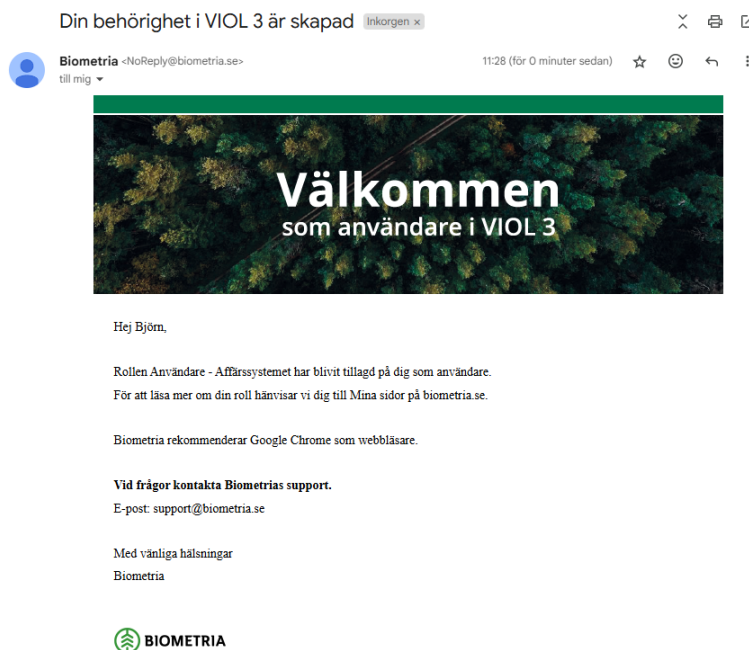 Din behörighet i VIOL 3 är skapad Inkorgen ×
Biometria <NoReply@biometria.se> 11:28 (för 0 minuter sedan)
till mig
Välkommen
som användare i VIOL 3
Hej Björn,
Rollen Användare - Affärssystemet har blivit tillagd på dig som användare.
För att läsa mer om din roll hänvisar vi dig till Mina sidor på biometria.se.
Biometria rekommenderar Google Chrome som webbläsare.
Vid frågor kontakta Biometrias support.
E-post: support@biometria.se
Med vänliga hälsningar
Biometria
BIOMETRIA